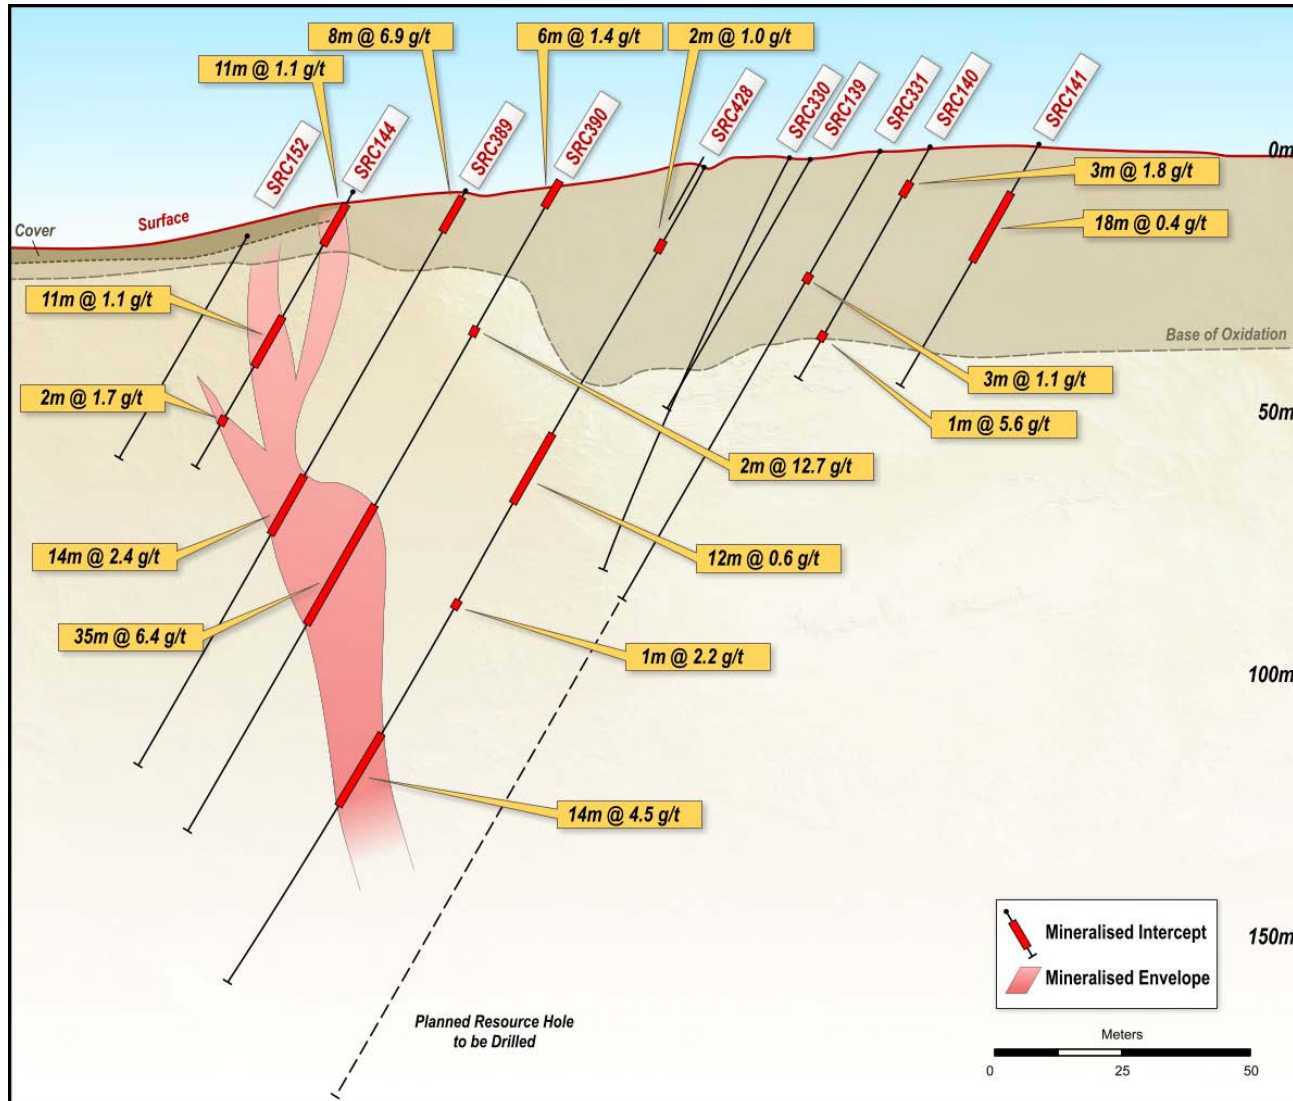 8m @ 6.9 g/t
6m @ 1.4 g/t
2m @ 1.0 g/t
11m @ 1.1 g/t
SRC152
SRC144
SRC389
SRC390
SRC428
SRC330
SRC139
SRC331
SRC140
SRC141
0m
3m @ 1.8 g/t
18m @ 0.4 g/t
Surface
Cover
11m @ 1.1 g/t
Base of Oxidation
3m @ 1.1 g/t
2m @ 1.7 g/t
50m
1m @ 5.6 g/t
2m @ 12.7 g/t
14m @ 2.4 g/t
12m @ 0.6 g/t
35m @ 6.4 g/t
1m @ 2.2 g/t
100m
14m @ 4.5 g/t
Mineralised Intercept
150m
Mineralised Envelope
Planned Resource Hole
to be Drilled
Meters
0 25 50